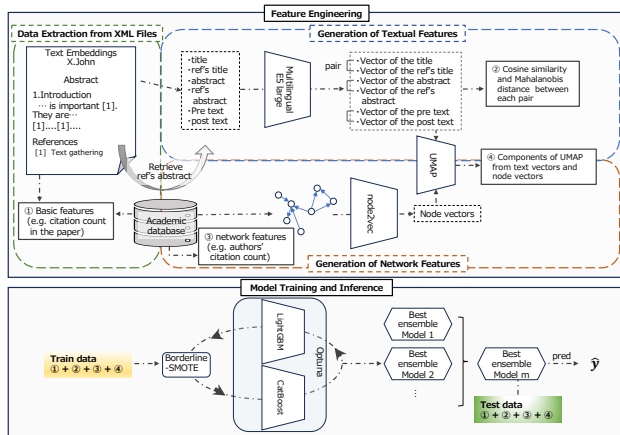 Feature Engineering
Data Extraction from XML Files
Text Embeddings
X.John
Abstract
1.Introduction
… is important [1].
They are…
[1]....[1]....
References
[1] Text gathering
Retrieve
ref's abstract
① Basic features
(e.g. citation count
in the paper)
Academic
database
Generation of Textual Features
・title
・ref's title
・abstract
・ref's
abstract
・Pre text
・post text
Multilingual
E5 large
pair
・Vector of the title
・Vector of the ref's title
・Vector of the abstract
・Vector of the ref's
abstract
・Vector of the pre text
・Vector of the post text
② Cosine similarity
and Mahalanobis
distance between
each pair
UMAP
④ Components of UMAP
from text vectors and
node vectors
node2vec
Node vectors
③ network features
(e.g. authors'
citation count)
Generation of Network Features
Model Training and Inference
Train data
① + ② + ③ + ④
Borderline
-SMOTE
LightGBM
CatBoost
Optuna
Best
ensemble
Model 1
Best
ensemble
Model 2
⋮
Best
ensemble
Model m
pred
ŷ
Test data
① + ② + ③ + ④